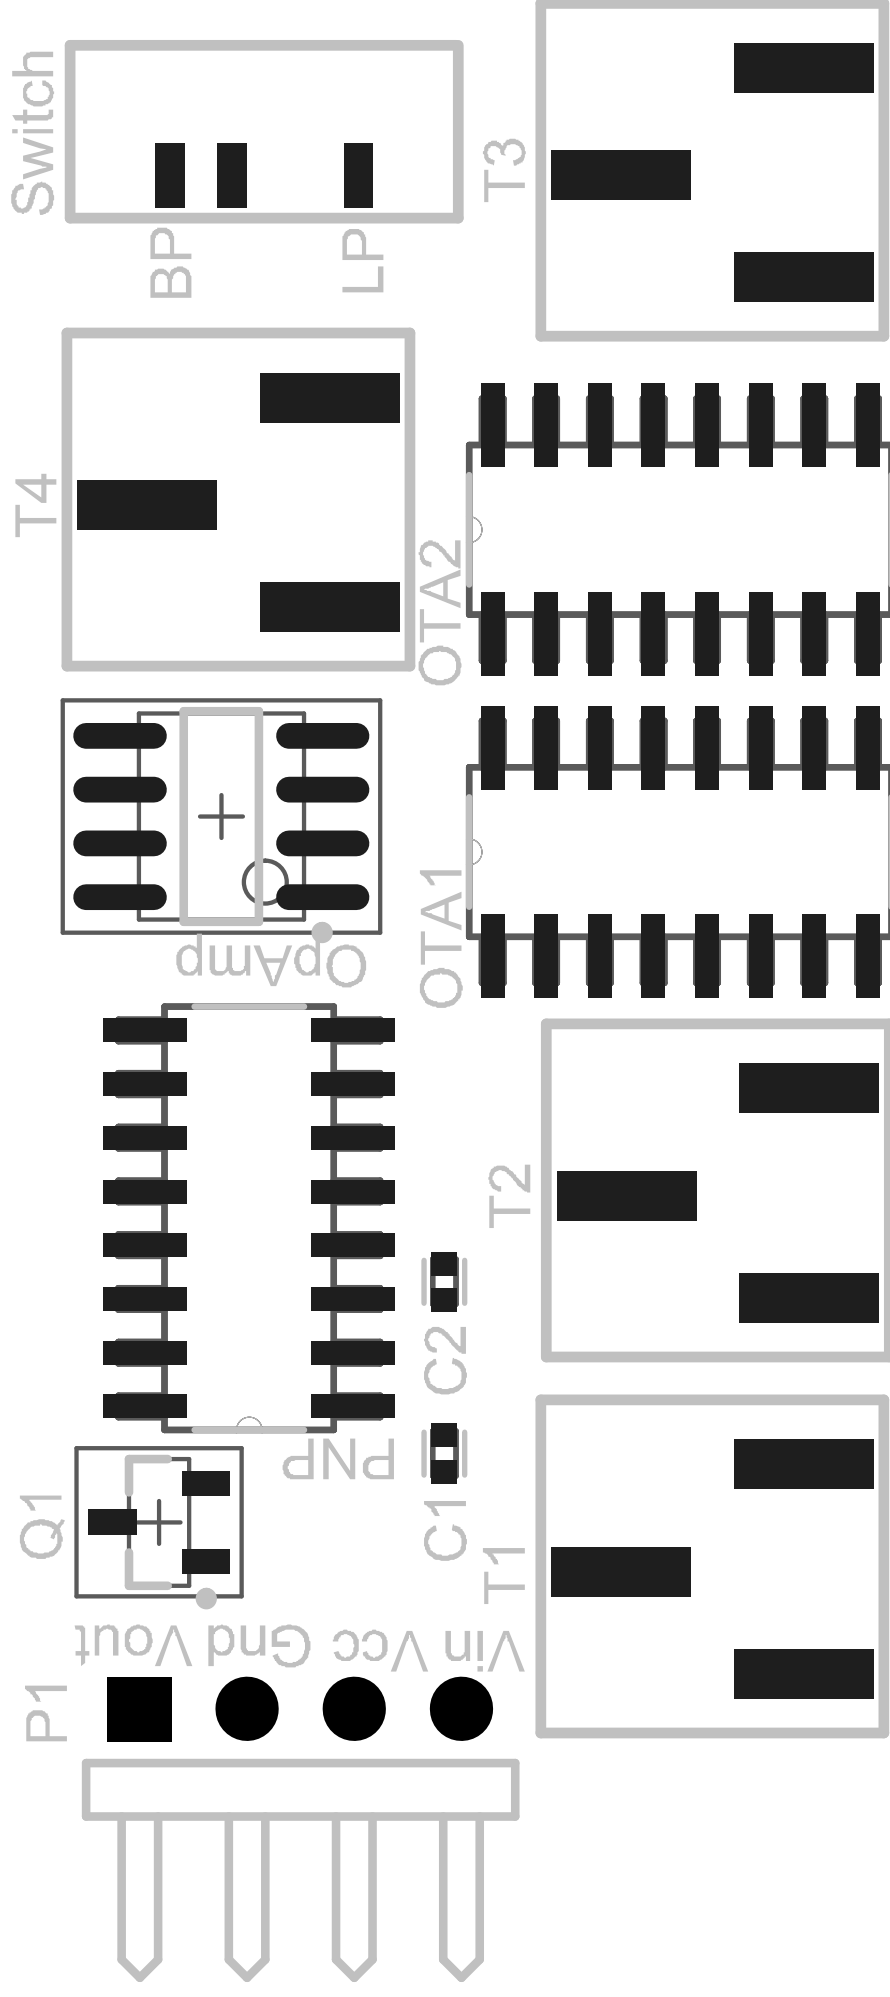 Switch
T3
BP
LP
T4
OTA2
OTA1
OpAmp
T2
C2
PNP
C1
Q1
T1
Vin Vcc Gnd Vout
P1